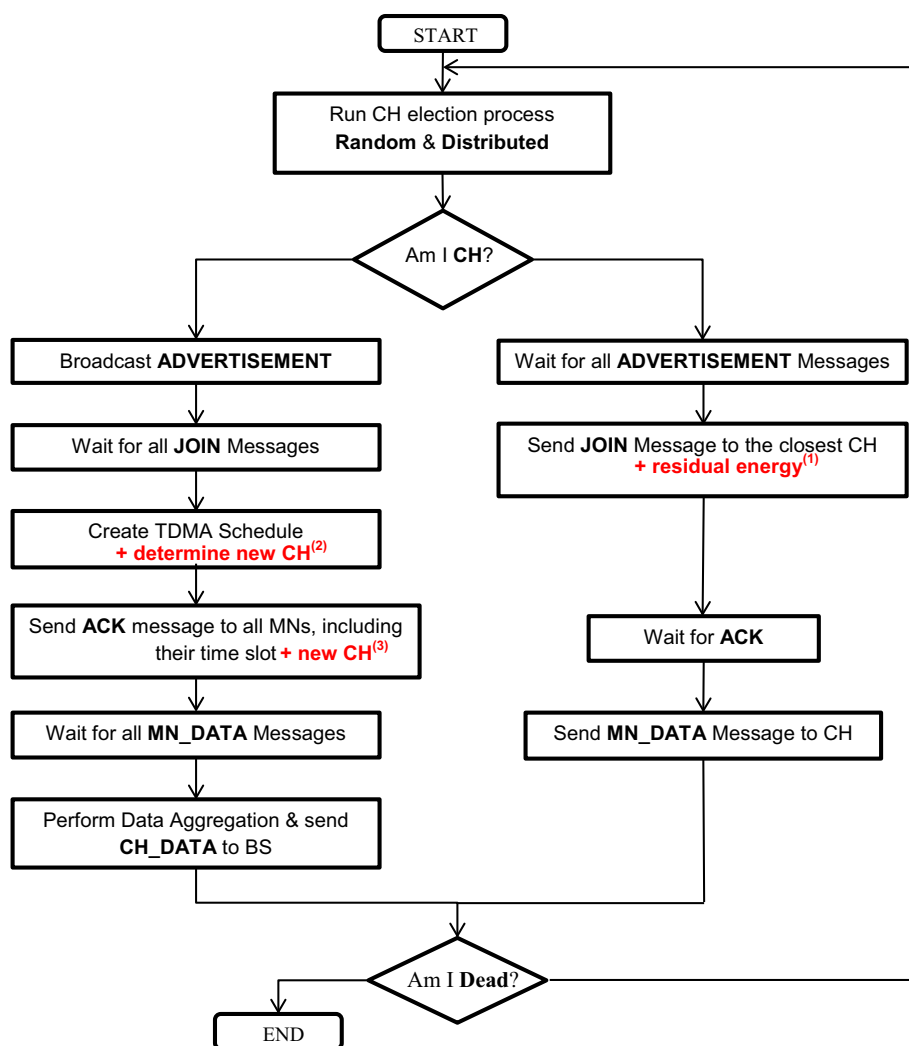 START
Run CH election process
Random & Distributed
Am I CH?
Broadcast ADVERTISEMENT
Wait for all JOIN Messages
Create TDMA Schedule
+ determine new CH(2)
Send ACK message to all MNs, including
their time slot + new CH(3)
Wait for all MN_DATA Messages
Perform Data Aggregation & send
CH_DATA to BS
Wait for all ADVERTISEMENT Messages
Send JOIN Message to the closest CH
+ residual energy(1)
Wait for ACK
Send MN_DATA Message to CH
Am I Dead?
END